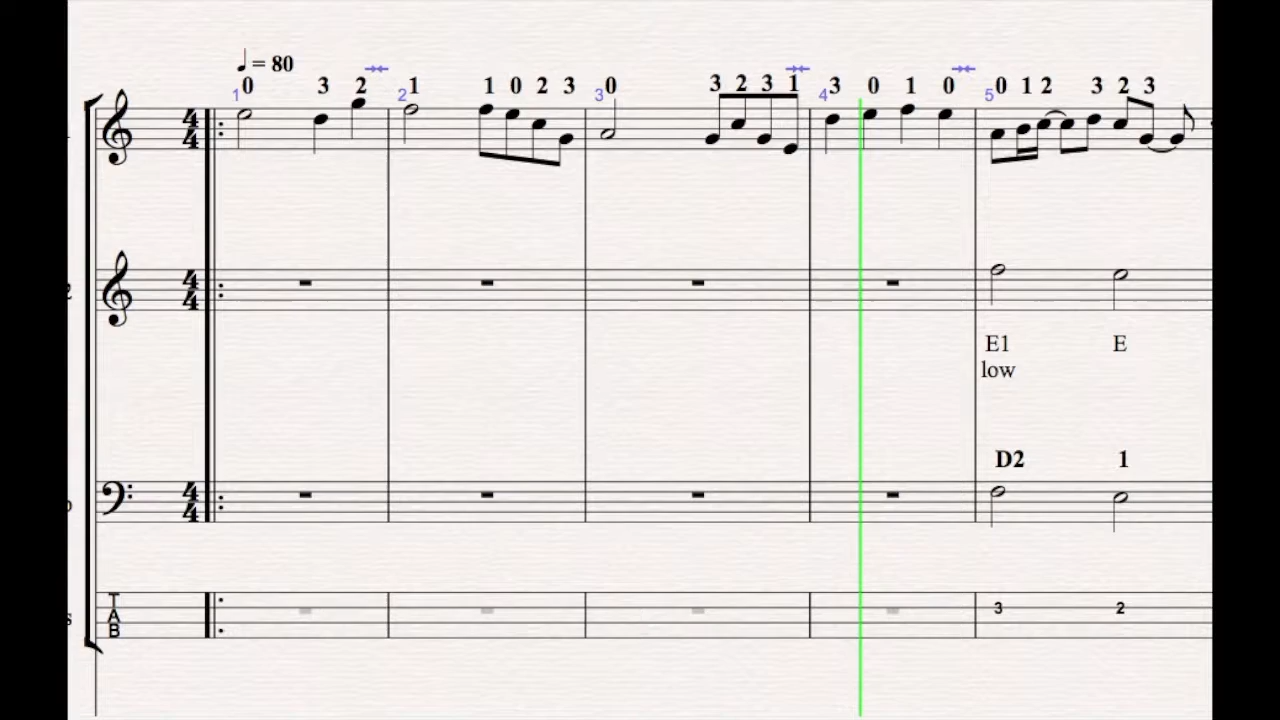 ♩ = 80
0 3 2 1 1 0 2 3 0 3 2 3 1 3 0 1 0 0 1 2 3 2 3
1 2 3 4 5
4
4
4
4
E1 E
low
D2 1
4
4
T
A
B
3 2